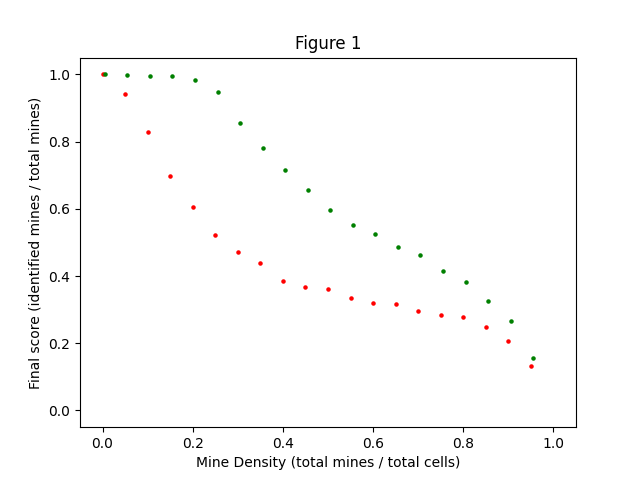 Figure 1
Final score (identified mines / total mines)
1.0
0.8
0.6
0.4
0.2
0.0
0.0 0.2 0.4 0.6 0.8 1.0
Mine Density (total mines / total cells)